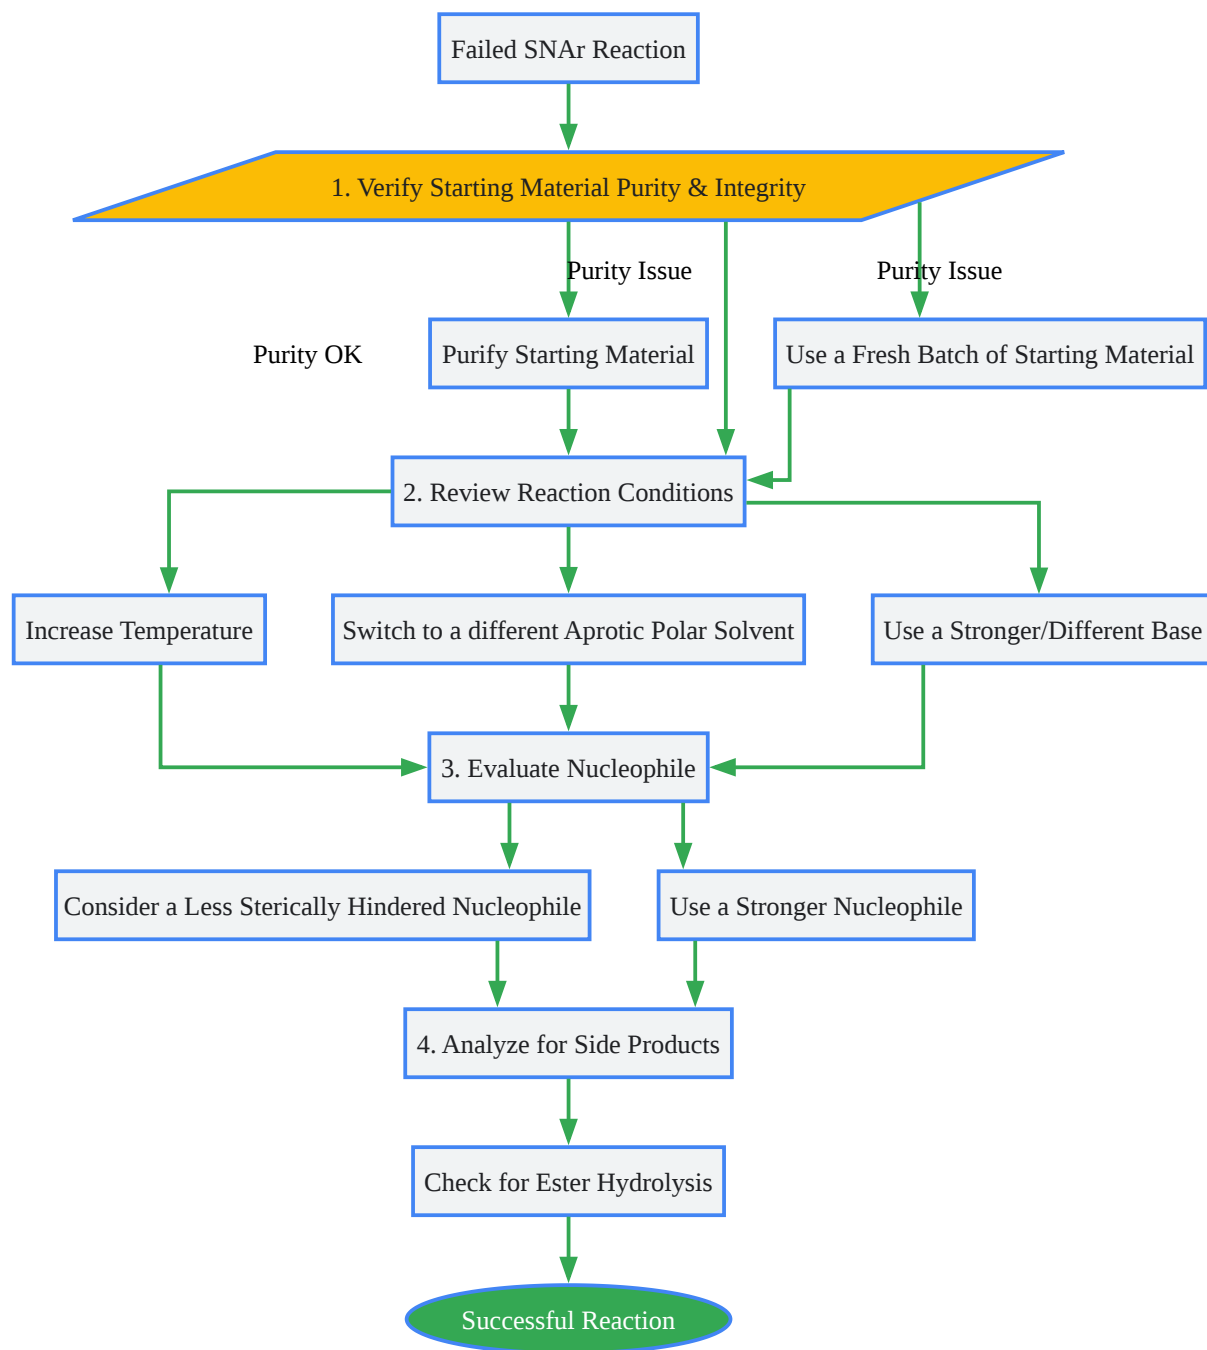 Failed SNAr Reaction
1. Verify Starting Material Purity & Integrity
Purity Issue
Purity Issue
Purity OK
Purify Starting Material
Use a Fresh Batch of Starting Material
2. Review Reaction Conditions
Increase Temperature
Switch to a different Aprotic Polar Solvent
Use a Stronger/Different Base
3. Evaluate Nucleophile
Consider a Less Sterically Hindered Nucleophile
Use a Stronger Nucleophile
4. Analyze for Side Products
Check for Ester Hydrolysis
Successful Reaction